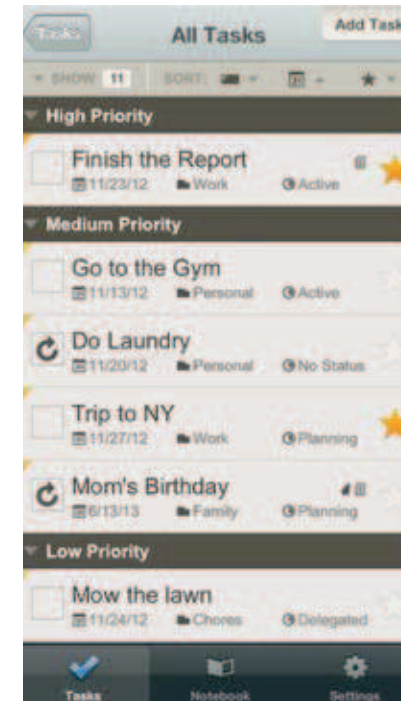 Tasks
All Tasks
Add Task
SHOW 11 SORT:
High Priority
Finish the Report
11/23/12 Work Active
Medium Priority
Go to the Gym
11/13/12 Personal Active
Do Laundry
11/20/12 Personal No Status
Trip to NY
11/27/12 Work Planning
Mom's Birthday
6/13/13 Family Planning
Low Priority
Mow the lawn
11/24/12 Chores Delegated
Tasks Notebook Settings